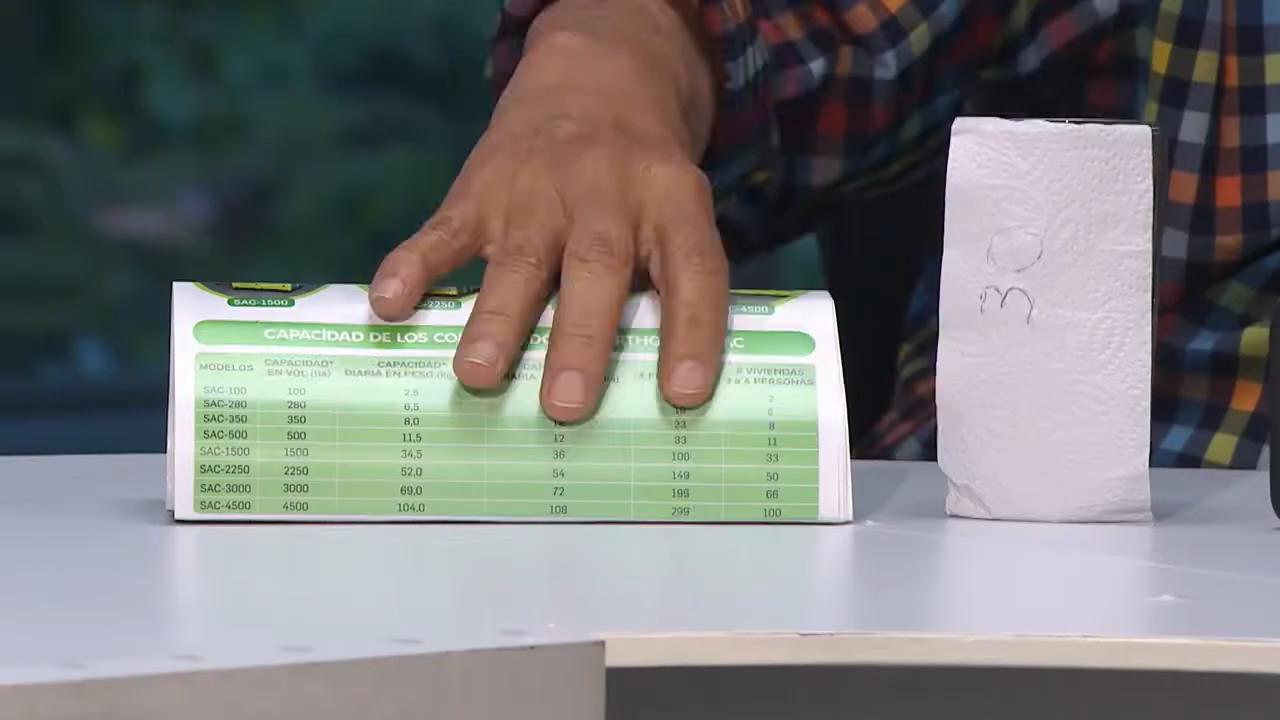 SAC-1500 2250 C-4500
CAPACIDAD DE LOS
MODELOS CAPACIDAD* CAPACIDAD* # VIVIENDAS
EN VOL (lts) DIARIA EN PESO 3 a 4 PERSONAS
SAC-100 100 2,5 2
SAC-280 280 6,5 6
SAC-350 350 8,0 23 8
SAC-500 500 11,5 12 33 11
SAC-1500 1500 34,5 36 100 33
SAC-2250 2250 52,0 54 149 50
SAC-3000 3000 69,0 72 199 66
SAC-4500 4500 104,0 108 299 100